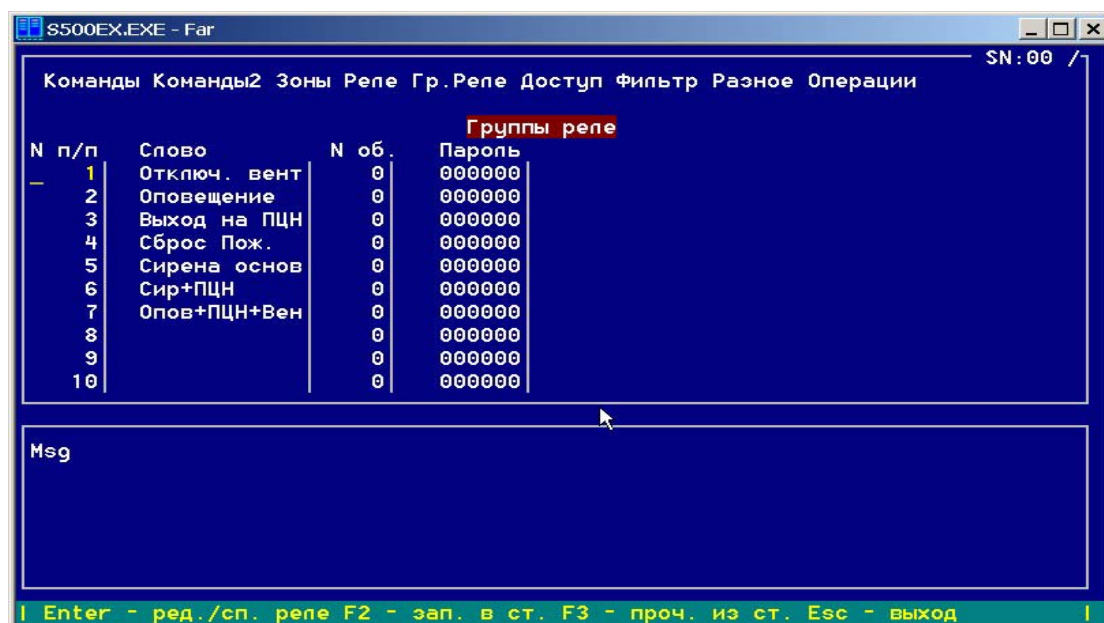 S500EX.EXE - Far
SN:00 /
Команды Команды2 Зоны Реле Гр.Реле Доступ Фильтр Разное Операции
Группы реле
N п/п Слово N об. Пароль
1 Отключ. вент 0 000000
2 Оповещение 0 000000
3 Выход на ПЦН 0 000000
4 Сброс Пож. 0 000000
5 Сирена основ 0 000000
6 Сир+ПЦН 0 000000
7 Опов+ПЦН+Вен 0 000000
8 0 000000
9 0 000000
10 0 000000
Msg
Enter - ред./сп. реле F2 - зап. в ст. F3 - проч. из ст. Esc - выход